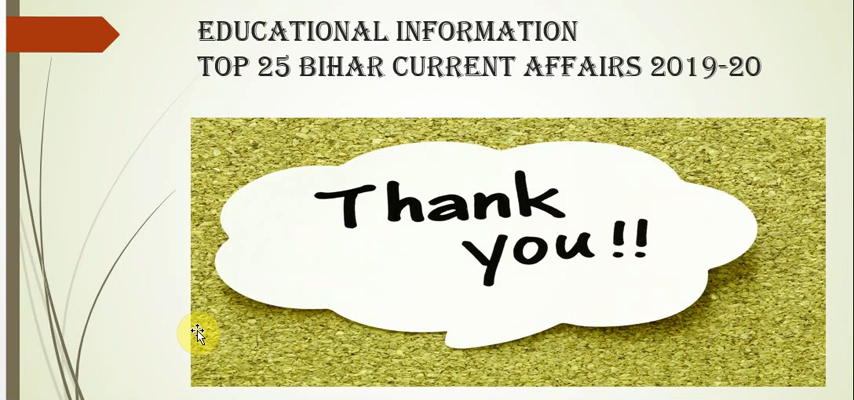 EDUCATIONAL INFORMATION
TOP 25 BIHAR CURRENT AFFAIRS 2019-20
Thank
you!!